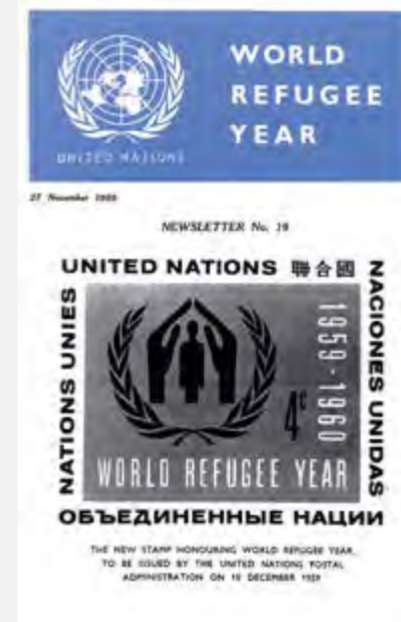 WORLD
REFUGEE
YEAR
UNITED NATIONS
27 November 1959
NEWSLETTER No. 19
UNITED NATIONS 聯合國
NACIONES UNIDAS
NATIONS UNIES
1959-1960
4c
WORLD REFUGEE YEAR
ОБЪЕДИНЕННЫЕ НАЦИИ
THE NEW STAMP HONOURING WORLD REFUGEE YEAR,
TO BE ISSUED BY THE UNITED NATIONS POSTAL
ADMINISTRATION ON 10 DECEMBER 1959